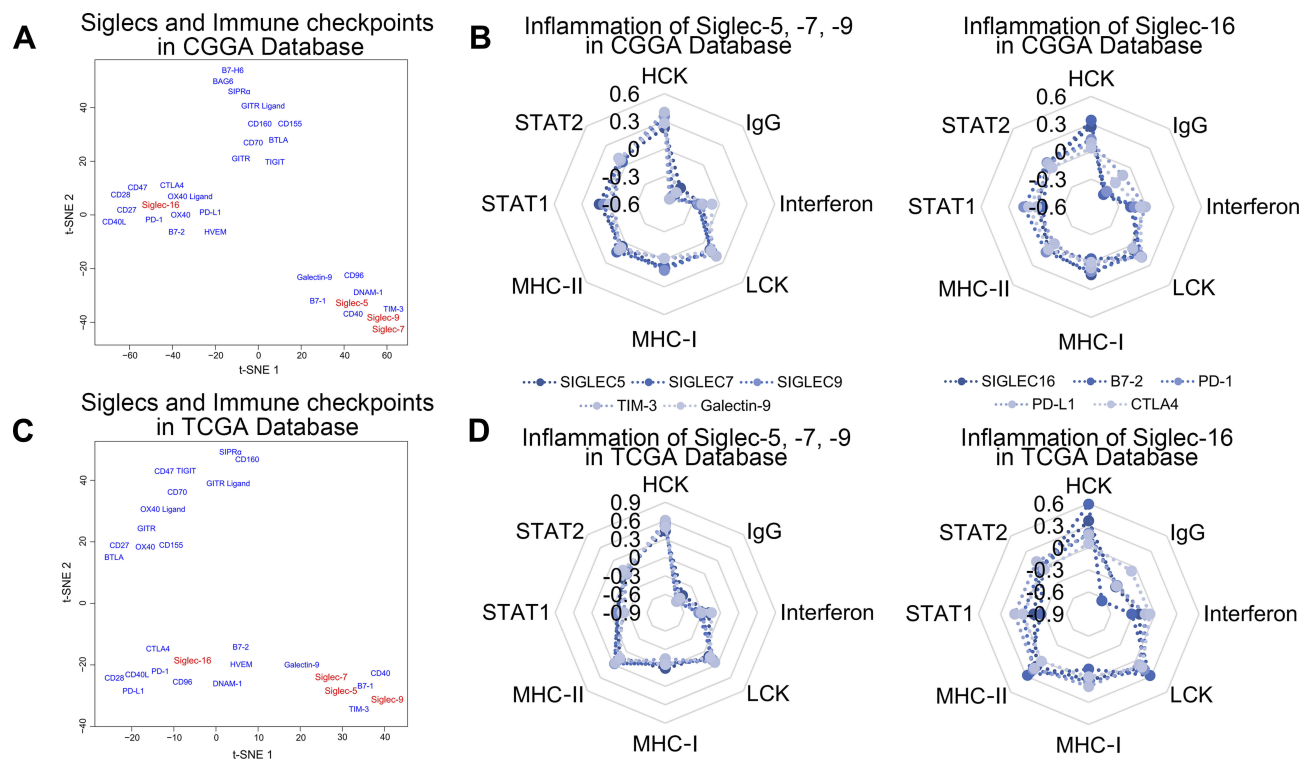 A
Siglecs and Immune checkpoints
in CGGA Database
t-SNE 2
40
20
0
−20
−40
B7-H6
BAG6
SIPRα
GITR Ligand
CD160 CD155
CD70 BTLA
GITR TIGIT
CD47 CTLA4
CD28 OX40 Ligand
Siglec-16
CD27 OX40 PD-L1
CD40L PD-1
B7-2 HVEM
Galectin-9 CD96
DNAM-1
B7-1 Siglec-5
CD40 TIM-3
Siglec-9
Siglec-7
−60 −40 −20 0 20 40 60
t-SNE 1
B
Inflammation of Siglec-5, -7, -9
in CGGA Database
HCK
IgG
Interferon
LCK
MHC-I
MHC-II
STAT1
STAT2
0.6
0.3
0
-0.3
-0.6
SIGLEC5 SIGLEC7 SIGLEC9
TIM-3 Galectin-9
Inflammation of Siglec-16
in CGGA Database
HCK
IgG
Interferon
LCK
MHC-I
MHC-II
STAT1
STAT2
0.6
0.3
0
-0.3
-0.6
SIGLEC16 B7-2 PD-1
PD-L1 CTLA4
C
Siglecs and Immune checkpoints
in TCGA Database
t-SNE 2
40
20
0
−20
−40
SIPRα
CD160
CD47 TIGIT
GITR Ligand
CD70
OX40 Ligand
GITR
CD27 OX40 CD155
BTLA
CTLA4 B7-2
Siglec-16 HVEM Galectin-9
CD28 CD40L PD-1 CD40
PD-L1 CD96 DNAM-1 Siglec-7
Siglec-5 B7-1
Siglec-9
TIM-3
−20 −10 0 10 20 30 40
t-SNE 1
D
Inflammation of Siglec-5, -7, -9
in TCGA Database
HCK
IgG
Interferon
LCK
MHC-I
MHC-II
STAT1
STAT2
0.9
0.6
0.3
0
-0.3
-0.6
-0.9
Inflammation of Siglec-16
in TCGA Database
HCK
IgG
Interferon
LCK
MHC-I
MHC-II
STAT1
STAT2
0.6
0.3
0
-0.3
-0.6
-0.9